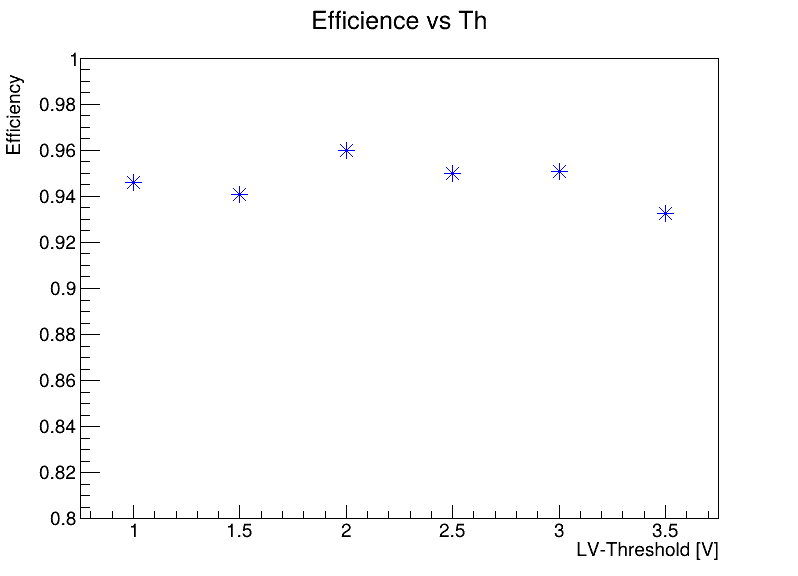 Efficience vs Th
Efficiency
1
0.98
0.96
0.94
0.92
0.9
0.88
0.86
0.84
0.82
0.8
1 1.5 2 2.5 3 3.5
LV-Threshold [V]